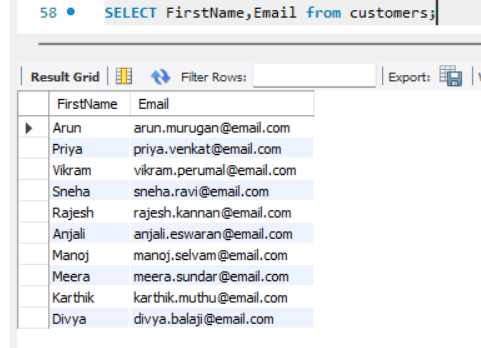 58 SELECT FirstName,Email from customers;
Result Grid Filter Rows: Export:
FirstName Email
Arun arun.murugan@email.com
Priya priya.venkat@email.com
Vikram vikram.perumal@email.com
Sneha sneha.ravi@email.com
Rajesh rajesh.kannan@email.com
Anjali anjali.eswaran@email.com
Manoj manoj.selvam@email.com
Meera meera.sundar@email.com
Karthik karthik.muthu@email.com
Divya divya.balaji@email.com